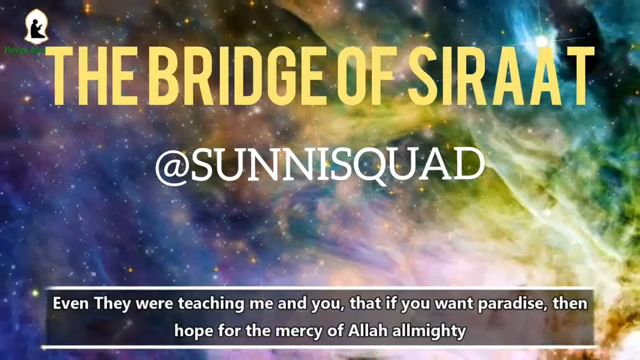 THE BRIDGE OF SIRAAT
@SUNNISQUAD
Even They were teaching me and you, that if you want paradise, then
hope for the mercy of Allah allmighty